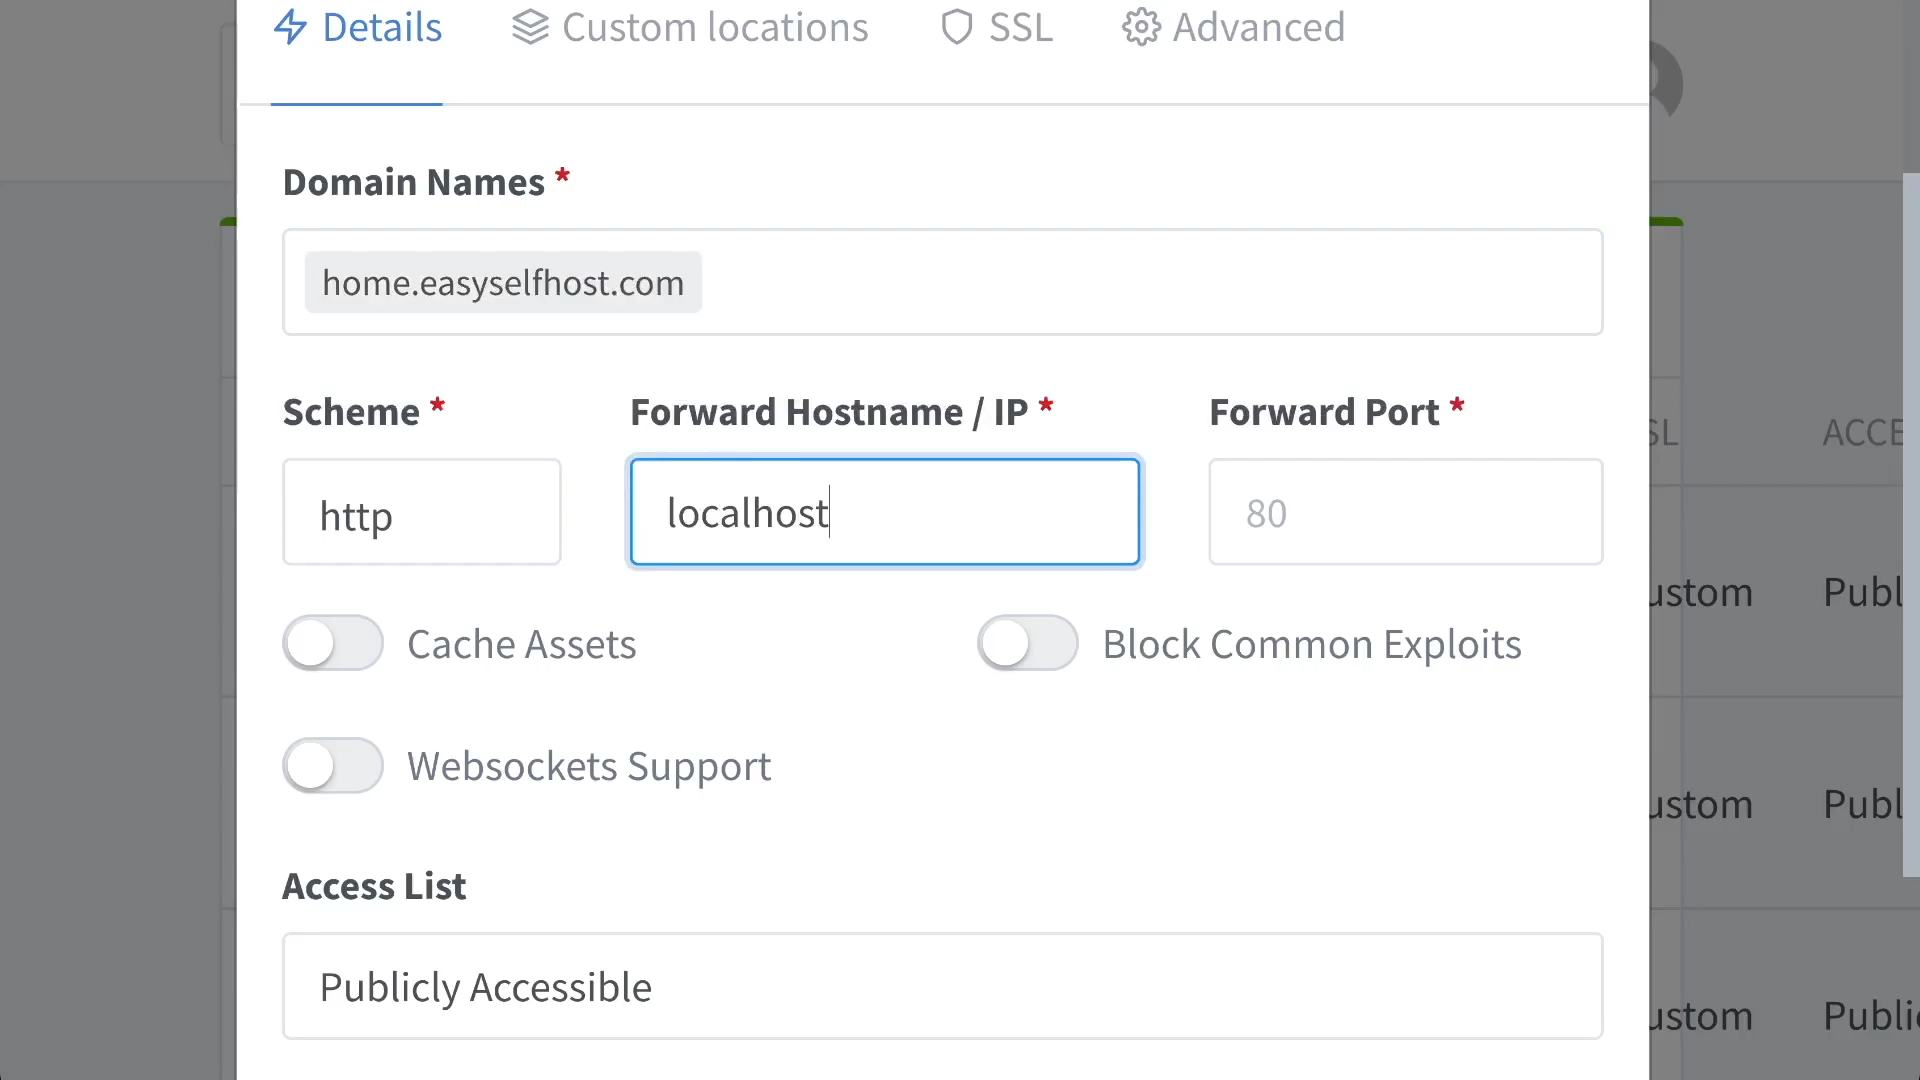 Details Custom locations SSL Advanced
Domain Names *
home.easyselfhost.com
Scheme * Forward Hostname / IP * Forward Port *
http localhost 80
Cache Assets Block Common Exploits
Websockets Support
Access List
Publicly Accessible